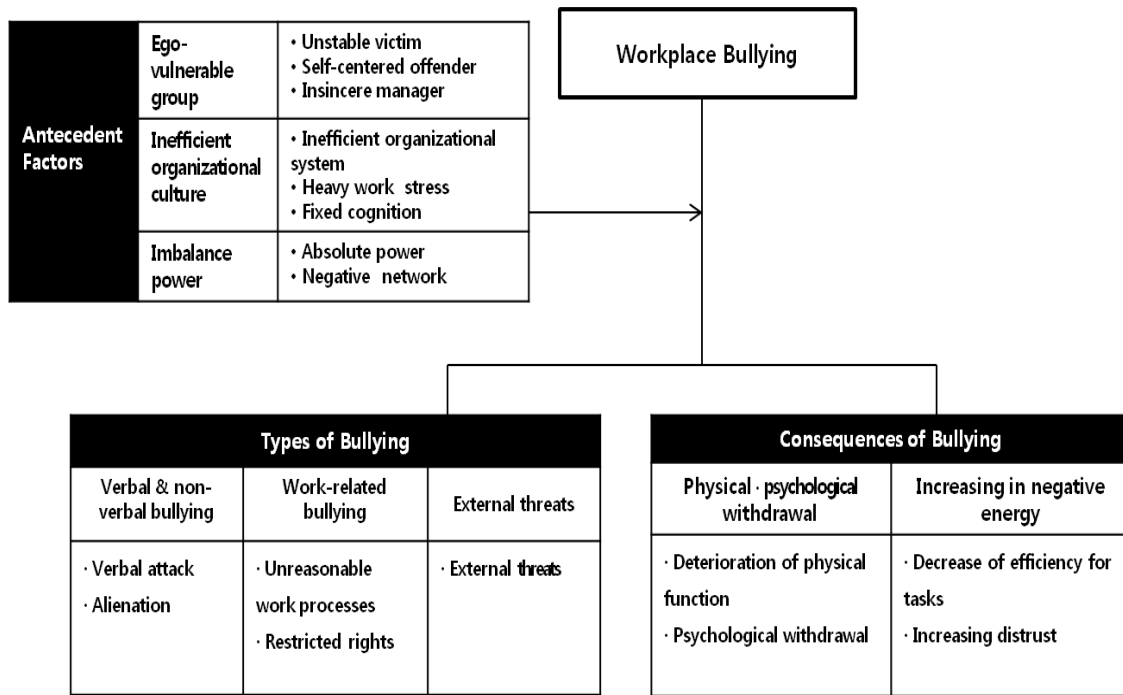 Workplace Bullying
Antecedent
Factors
Ego-
vulnerable
group
• Unstable victim
• Self-centered offender
• Insincere manager
Inefficient
organizational
culture
• Inefficient organizational
system
• Heavy work stress
• Fixed cognition
Imbalance
power
• Absolute power
• Negative network
Types of Bullying
Verbal & non-
verbal bullying
Work-related
bullying
External threats
· Verbal attack
· Alienation
· Unreasonable
work processes
· Restricted rights
· External threats
Consequences of Bullying
Physical · psychological
withdrawal
Increasing in negative
energy
· Deterioration of physical
function
· Psychological withdrawal
· Decrease of efficiency for
tasks
· Increasing distrust